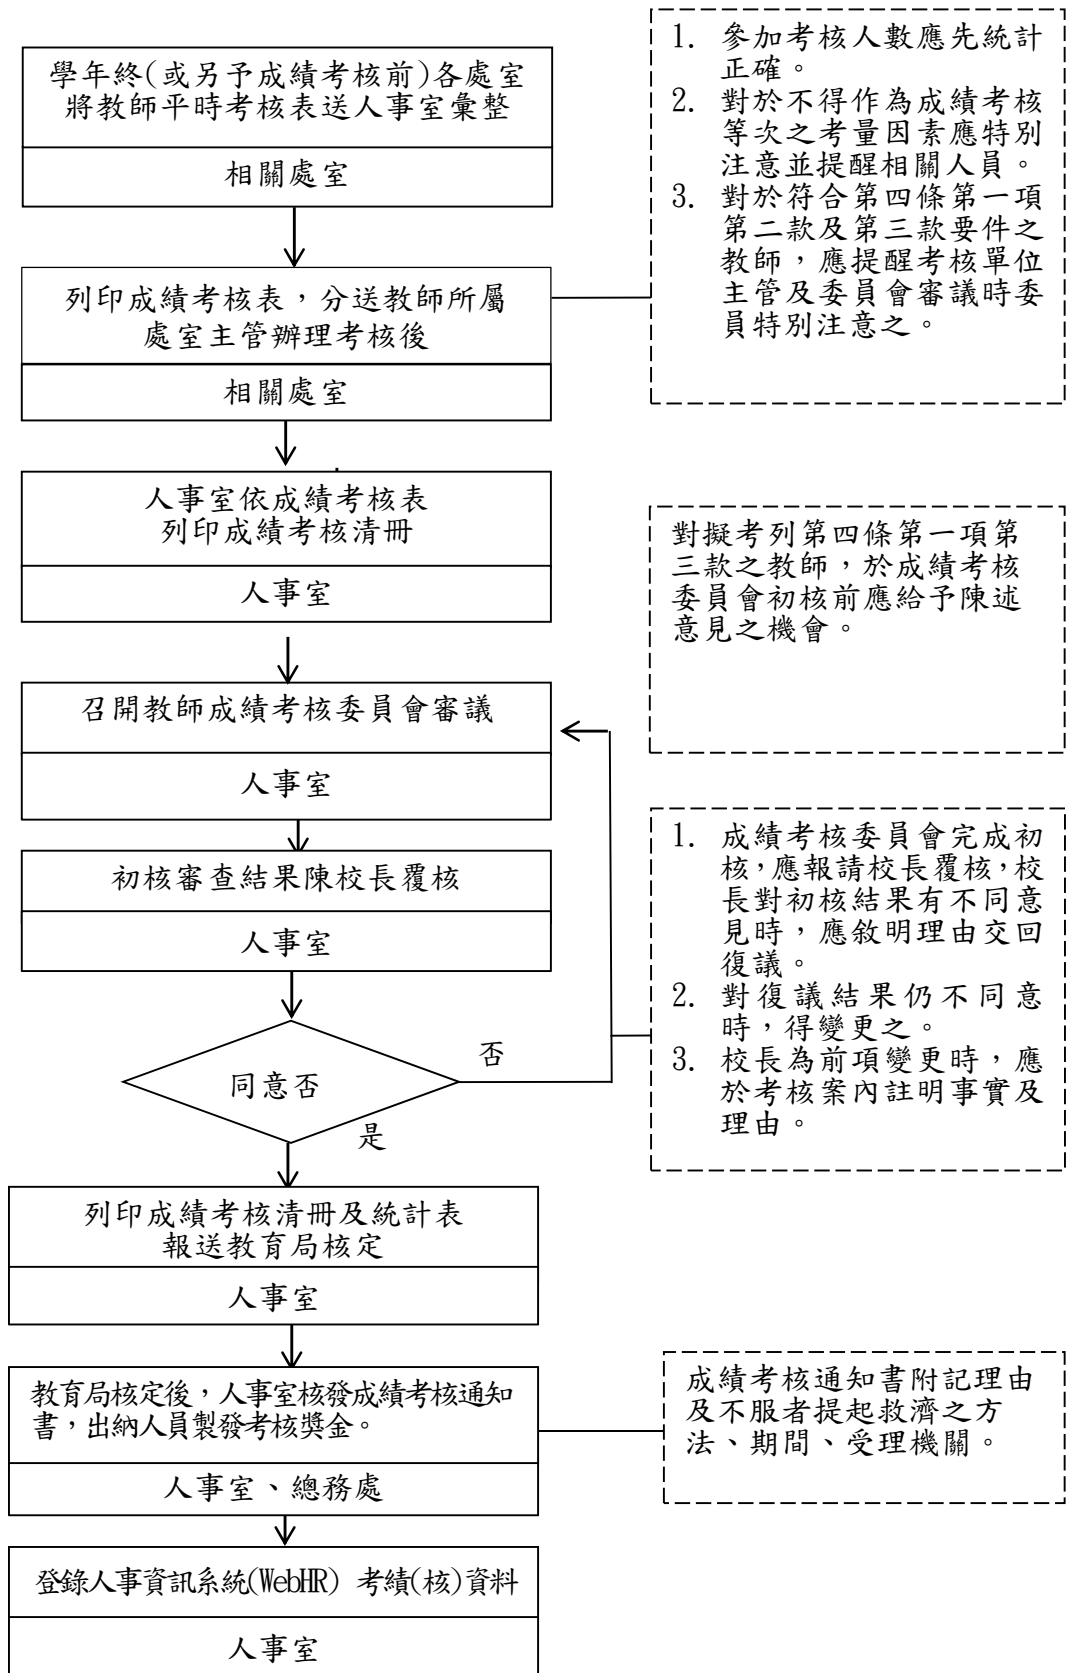 學年終(或另予成績考核前)各處室
將教師平時考核表送人事室彙整
相關處室
1. 參加考核人數應先統計
正確。
2. 對於不得作為成績考核
等次之考量因素應特別
注意並提醒相關人員。
3. 對於符合第四條第一項
第二款及第三款要件之
教師，應提醒考核單位
主管及委員會審議時委
員特別注意之。
列印成績考核表，分送教師所屬
處室主管辦理考核後
相關處室
人事室依成績考核表
列印成績考核清冊
人事室
對擬考列第四條第一項第
三款之教師，於成績考核
委員會初核前應給予陳述
意見之機會。
召開教師成績考核委員會審議
人事室
初核審查結果陳校長覆核
人事室
1. 成績考核委員會完成初
核，應報請校長覆核，校
長對初核結果有不同意
見時，應敘明理由交回
復議。
2. 對復議結果仍不同意
時，得變更之。
3. 校長為前項變更時，應
於考核案內註明事實及
理由。
同意否
否
是
列印成績考核清冊及統計表
報送教育局核定
人事室
教育局核定後，人事室核發成績考核通知
書，出納人員製發考核獎金。
人事室、總務處
成績考核通知書附記理由
及不服者提起救濟之方
法、期間、受理機關。
登錄人事資訊系統(WebHR) 考績(核)資料
人事室